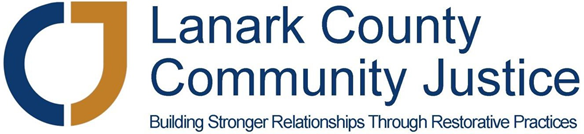 Lanark County
Community Justice
Building Stronger Relationships Through Restorative Practices